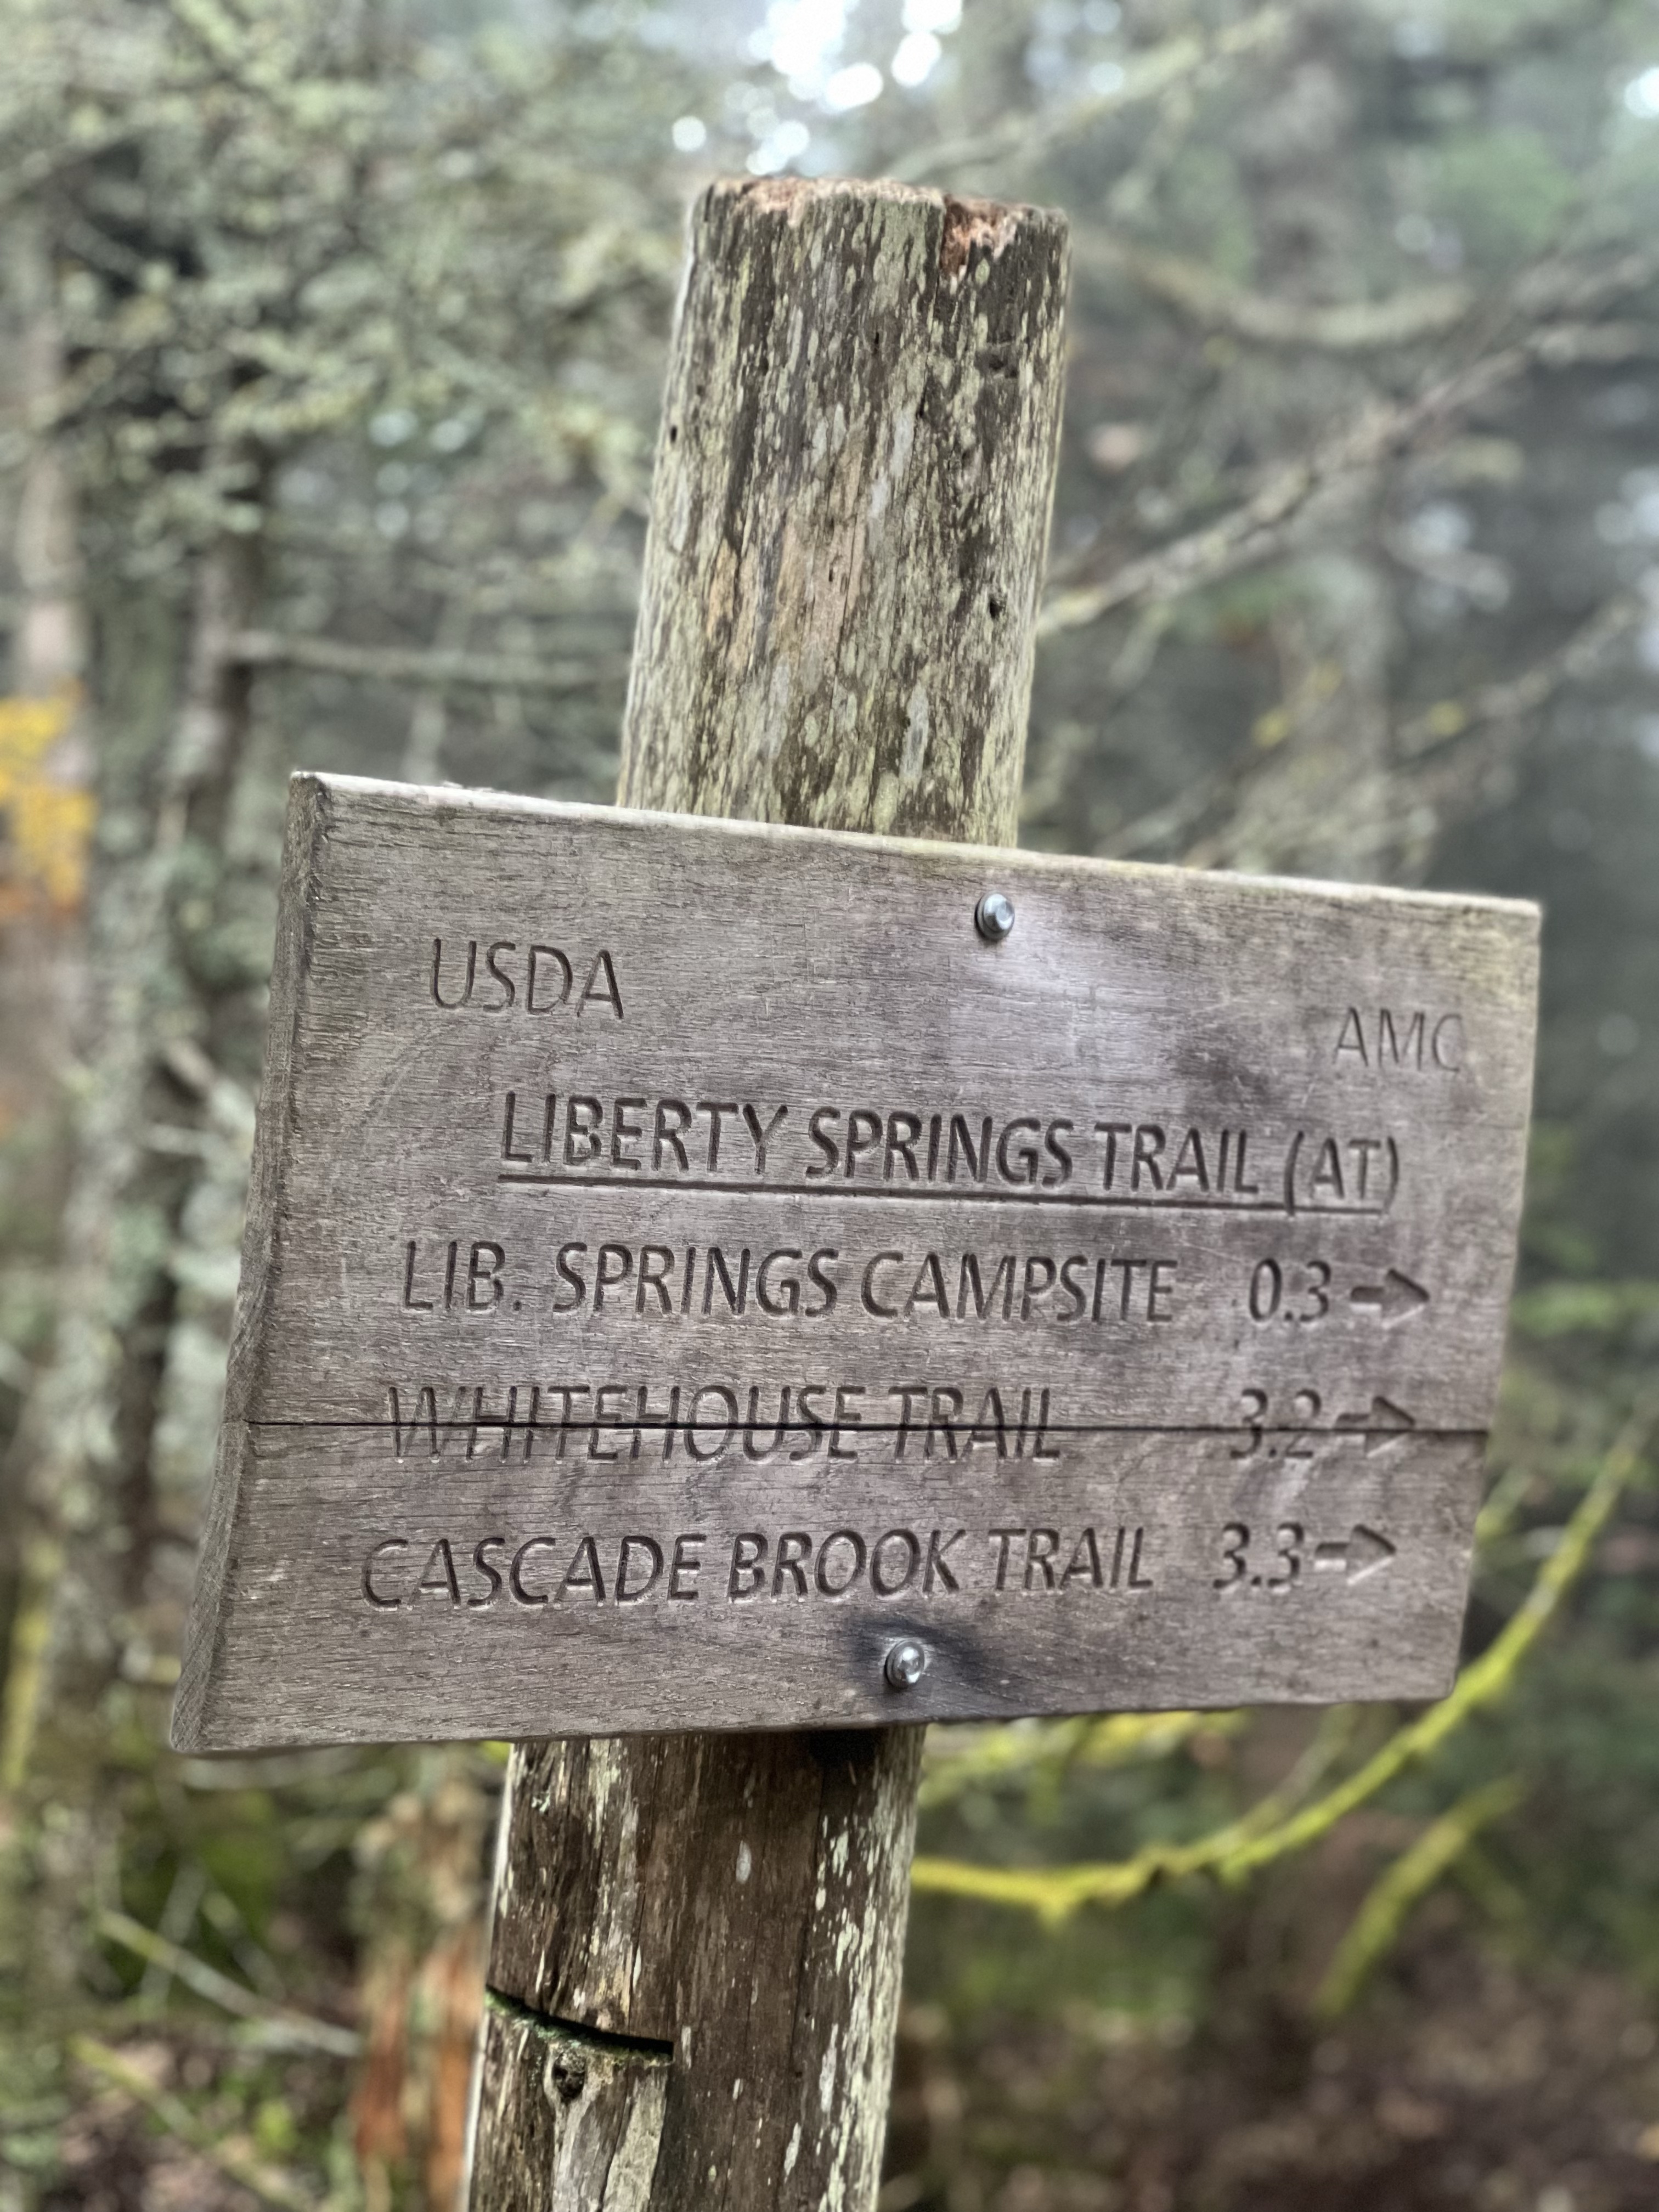 USDA AMC
LIBERTY SPRINGS TRAIL (AT)
LIB. SPRINGS CAMPSITE 0.3 →
WHITEHOUSE TRAIL 3.2 →
CASCADE BROOK TRAIL 3.3 →